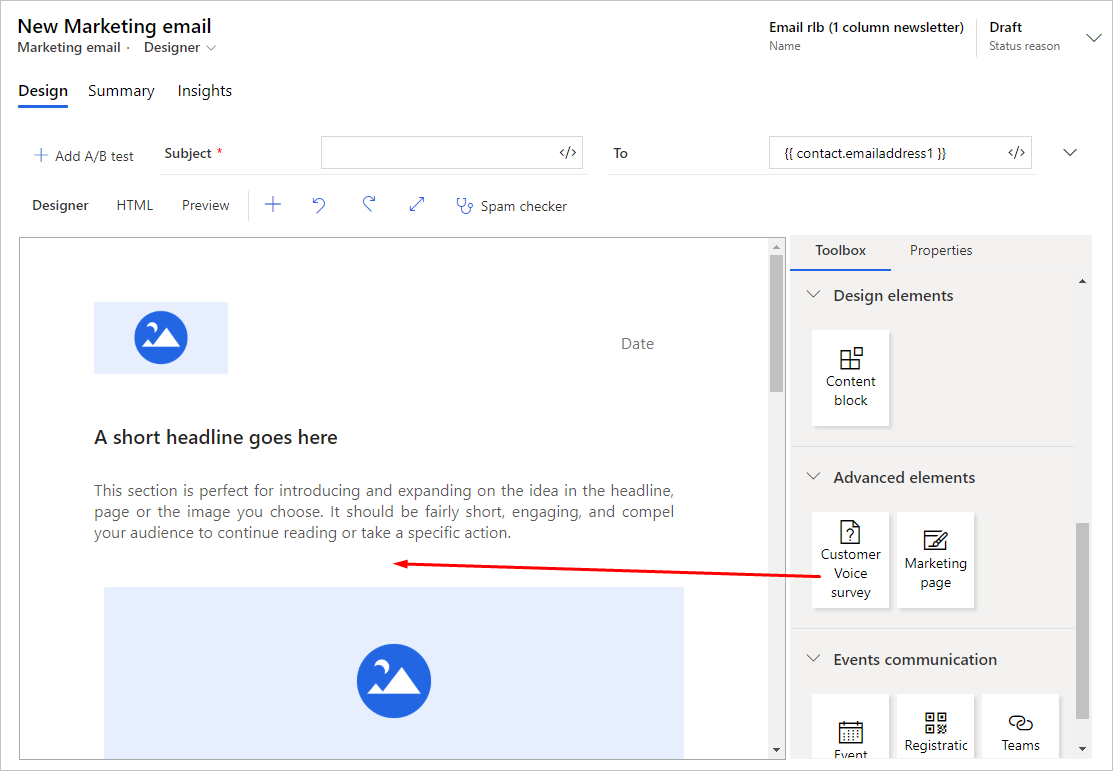 New Marketing email
Marketing email · Designer
Email rlb (1 column newsletter)
Name
Draft
Status reason
Design Summary Insights
Add A/B test
Subject *
</>
To
{{ contact.emailaddress1 }}
</>
Designer HTML Preview
Spam checker
Date
A short headline goes here
This section is perfect for introducing and expanding on the idea in the headline,
page or the image you choose. It should be fairly short, engaging, and compel
your audience to continue reading or take a specific action.
Toolbox Properties
Design elements
Content
block
Advanced elements
Customer
Voice
survey
Marketing
page
Events communication
Event
Registratic
Teams